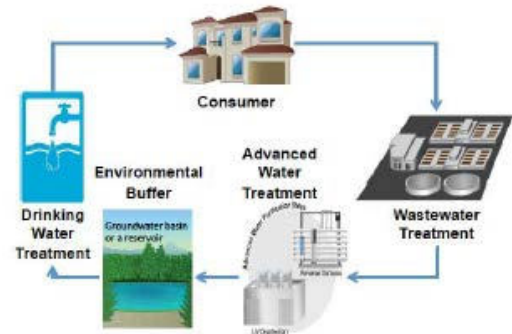 Consumer
Wastewater
Treatment
Advanced
Water
Treatment
Environmental
Buffer
Groundwater basin
or a reservoir
Drinking
Water
Treatment